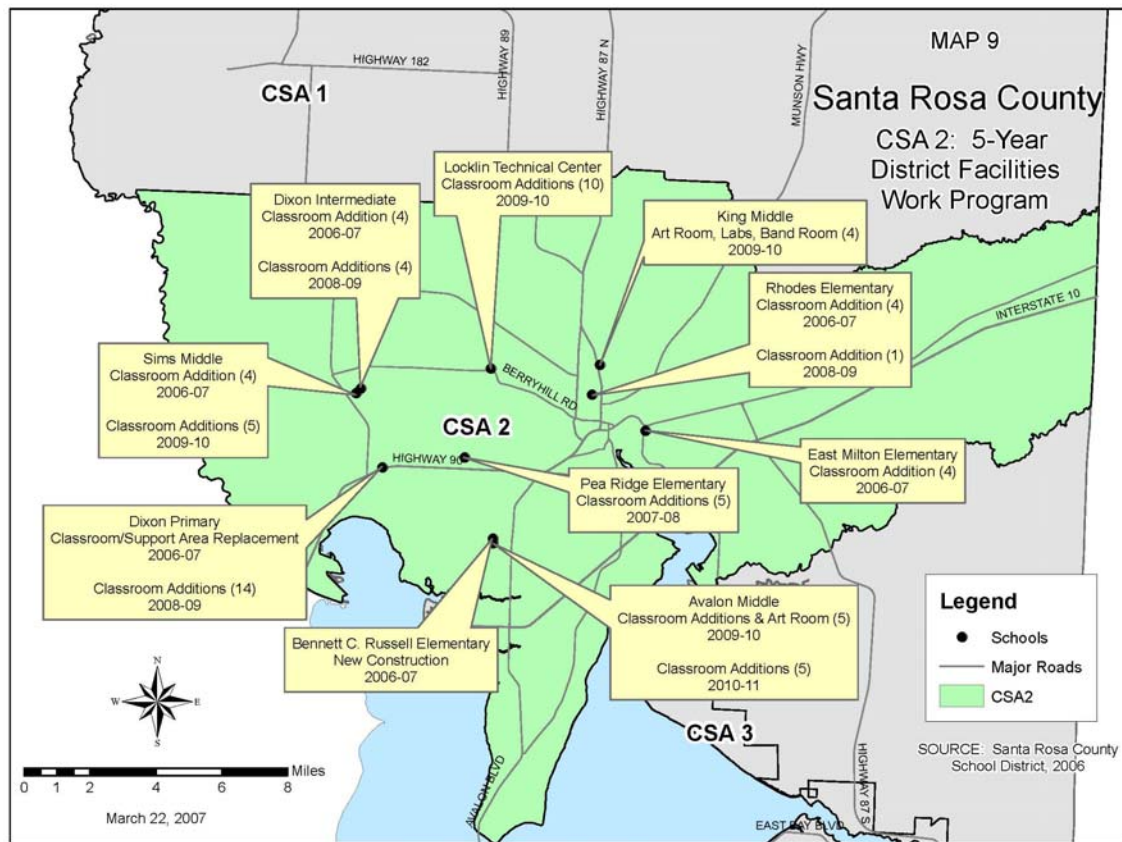 MAP 9
Santa Rosa County
CSA 2: 5-Year
District Facilities
Work Program
HIGHWAY 182
HIGHWAY 89
HIGHWAY 87 N
MUNSON HWY
CSA 1
Locklin Technical Center
Classroom Additions (10)
2009-10
Dixon Intermediate
Classroom Addition (4)
2006-07
Classroom Additions (4)
2008-09
King Middle
Art Room, Labs, Band Room (4)
2009-10
Rhodes Elementary
Classroom Addition (4)
2006-07
Classroom Addition (1)
2008-09
INTERSTATE 10
Sims Middle
Classroom Addition (4)
2006-07
Classroom Additions (5)
2009-10
BERRYHILL RD
CSA 2
HIGHWAY 90
East Milton Elementary
Classroom Addition (4)
2006-07
Pea Ridge Elementary
Classroom Additions (5)
2007-08
Dixon Primary
Classroom/Support Area Replacement
2006-07
Classroom Additions (14)
2008-09
Bennett C. Russell Elementary
New Construction
2006-07
Avalon Middle
Classroom Additions & Art Room (5)
2009-10
Classroom Additions (5)
2010-11
Legend
Schools
Major Roads
CSA2
CSA 3
SOURCE: Santa Rosa County
School District, 2006
N
W
E
S
Miles
0 1 2 4 6 8
March 22, 2007
AVALON BLVD
HIGHWAY 87 S
EAST BAY BLVD